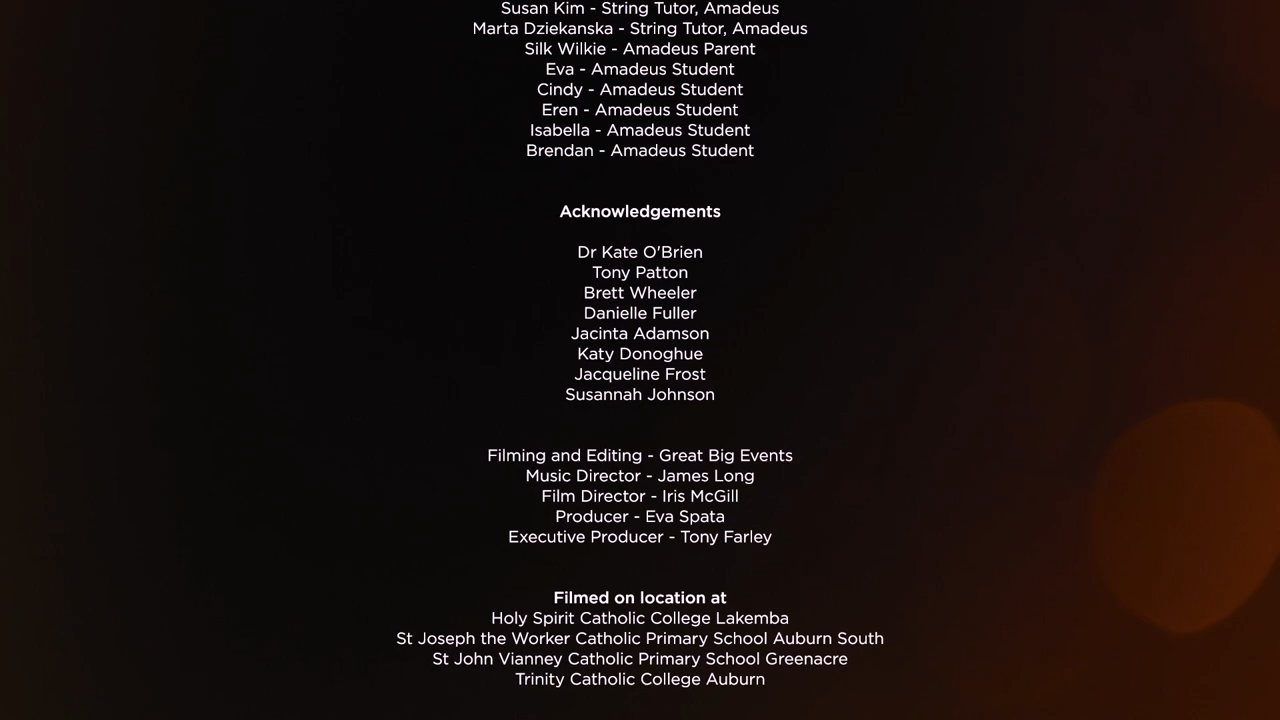 Susan Kim - String Tutor, Amadeus
Marta Dziekanska - String Tutor, Amadeus
Silk Wilkie - Amadeus Parent
Eva - Amadeus Student
Cindy - Amadeus Student
Eren - Amadeus Student
Isabella - Amadeus Student
Brendan - Amadeus Student
Acknowledgements
Dr Kate O'Brien
Tony Patton
Brett Wheeler
Danielle Fuller
Jacinta Adamson
Katy Donoghue
Jacqueline Frost
Susannah Johnson
Filming and Editing - Great Big Events
Music Director - James Long
Film Director - Iris McGill
Producer - Eva Spata
Executive Producer - Tony Farley
Filmed on location at
Holy Spirit Catholic College Lakemba
St Joseph the Worker Catholic Primary School Auburn South
St John Vianney Catholic Primary School Greenacre
Trinity Catholic College Auburn